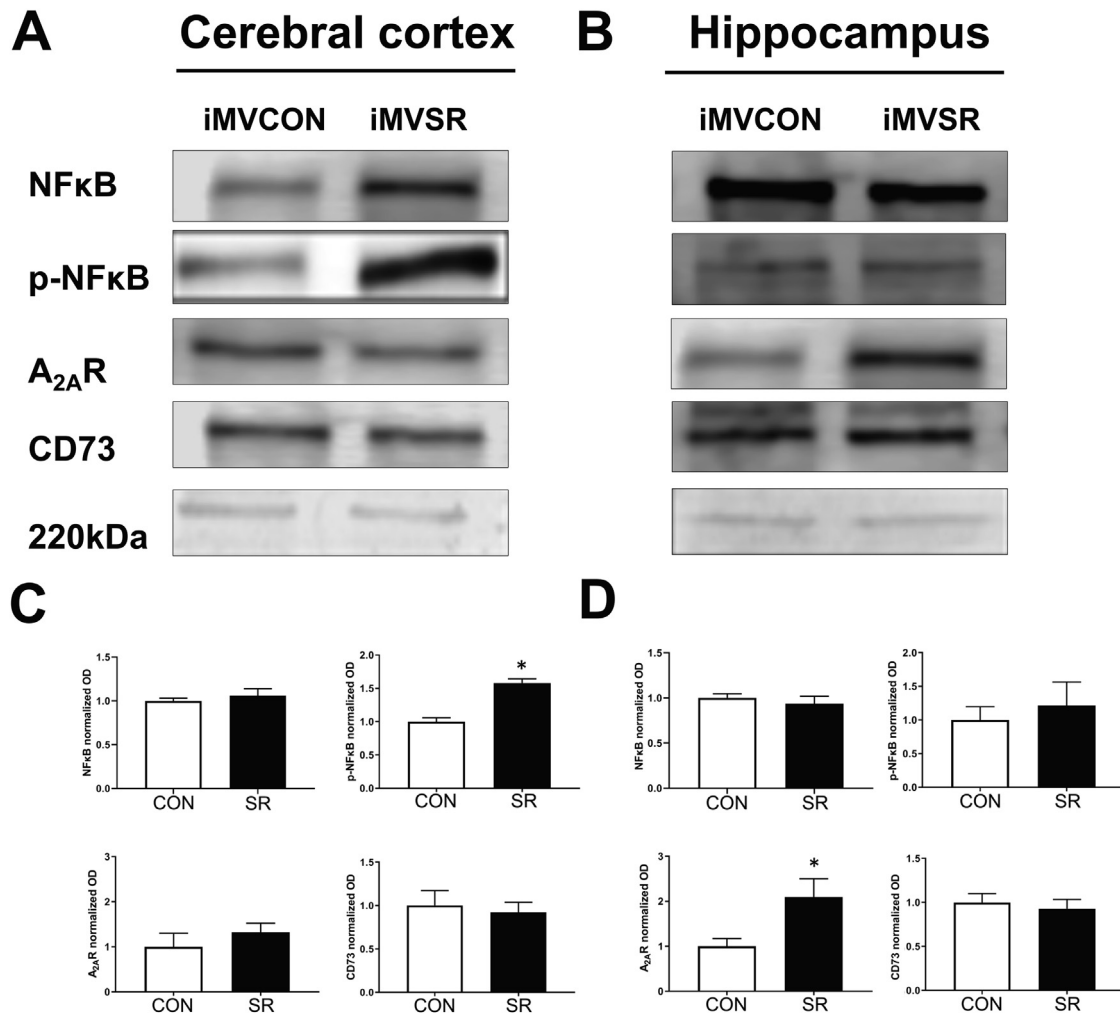 A Cerebral cortex
iMVCON iMVSR
NFκB
p-NFκB
A2AR
CD73
220kDa
B Hippocampus
iMVCON iMVSR
C
NFκB normalized OD
1.5
1.0
0.5
0.0
CON SR
p-NFκB normalized OD
2.0
1.5
1.0
0.5
0.0
*
CON SR
A2AR normalized OD
3
2
1
0
CON SR
CD73 normalized OD
1.5
1.0
0.5
0.0
CON SR
D
NFκB normalized OD
1.5
1.0
0.5
0.0
CON SR
p-NFκB normalized OD
2.0
1.5
1.0
0.5
0.0
CON SR
A2AR normalized OD
3
2
1
0
*
CON SR
CD73 normalized OD
1.5
1.0
0.5
0.0
CON SR